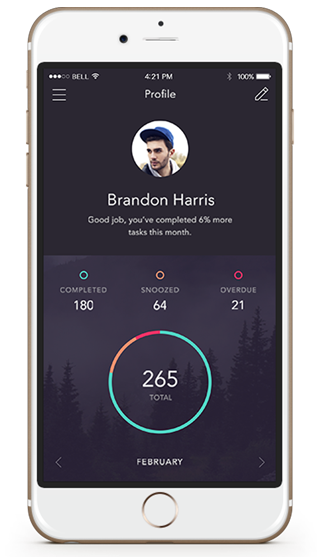 BELL 4:21 PM 100%
Profile
Brandon Harris
Good job, you've completed 6% more
tasks this month.
COMPLETED SNOOZED OVERDUE
180 64 21
265
TOTAL
FEBRUARY